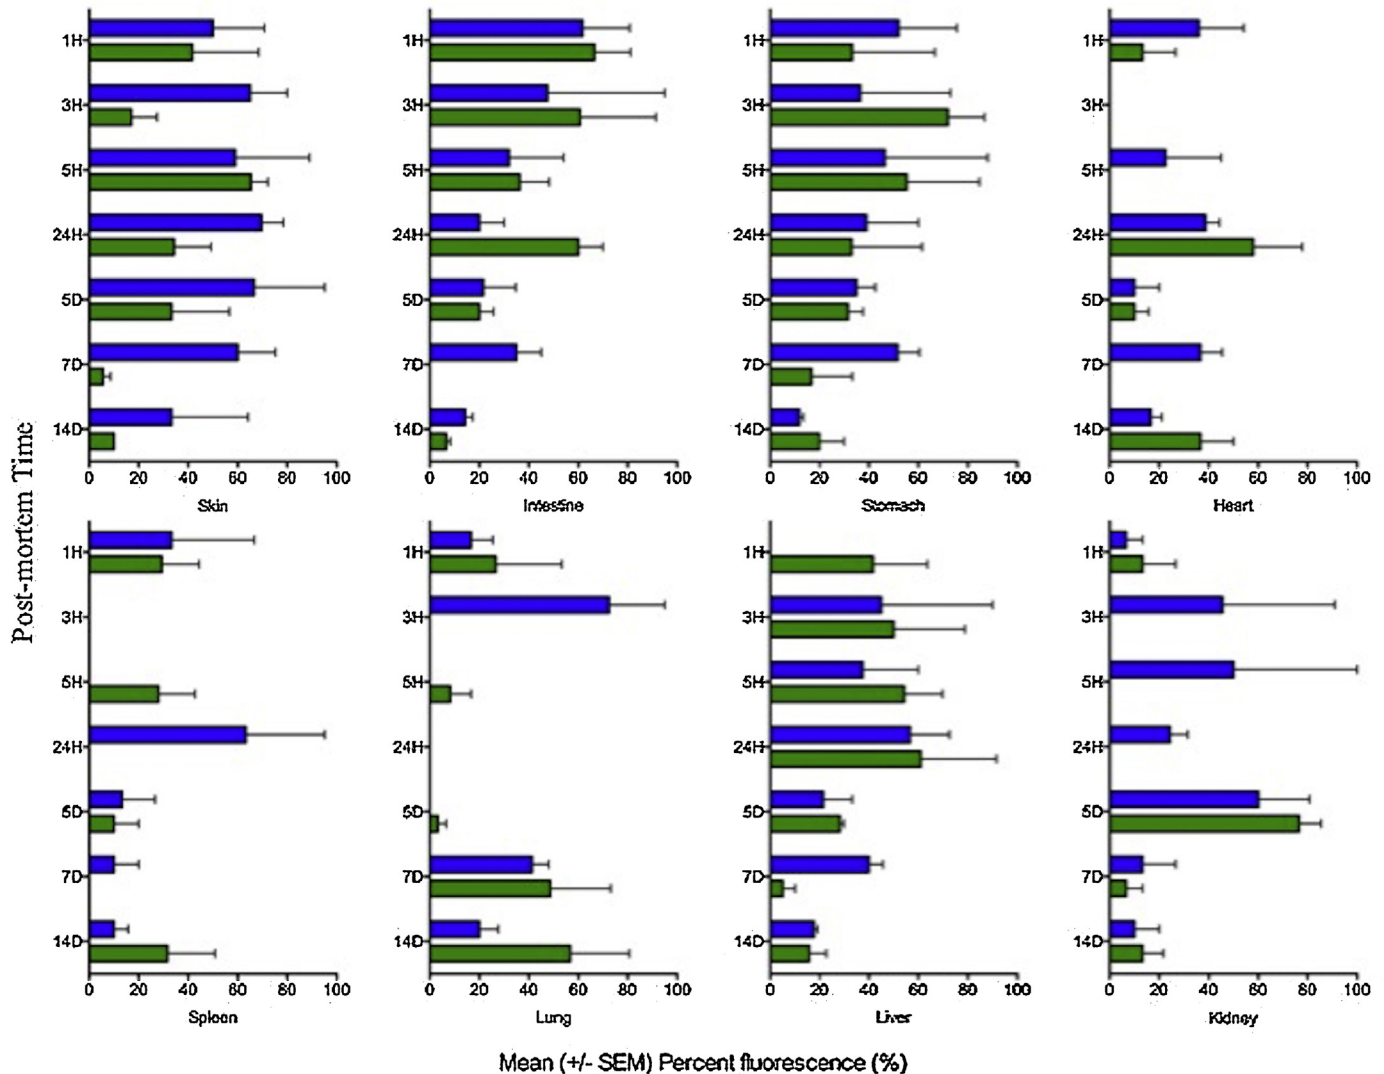 1H 1H 1H 1H
3H 3H 3H 3H
5H 5H 5H 5H
24H 24H 24H 24H
5D 5D 5D 5D
7D 7D 7D 7D
14D 14D 14D 14D
0 20 40 60 80 100 0 20 40 60 80 100 0 20 40 60 80 100 0 20 40 60 80 100
Skin Intestine Stomach Heart
Post-mortem Time
1H 1H 1H 1H
3H 3H 3H 3H
5H 5H 5H 5H
24H 24H 24H 24H
5D 5D 5D 5D
7D 7D 7D 7D
14D 14D 14D 14D
0 20 40 60 80 100 0 20 40 60 80 100 0 20 40 60 80 100 0 20 40 60 80 100
Spleen Lung Liver Kidney
Mean (+/- SEM) Percent fluorescence (%)